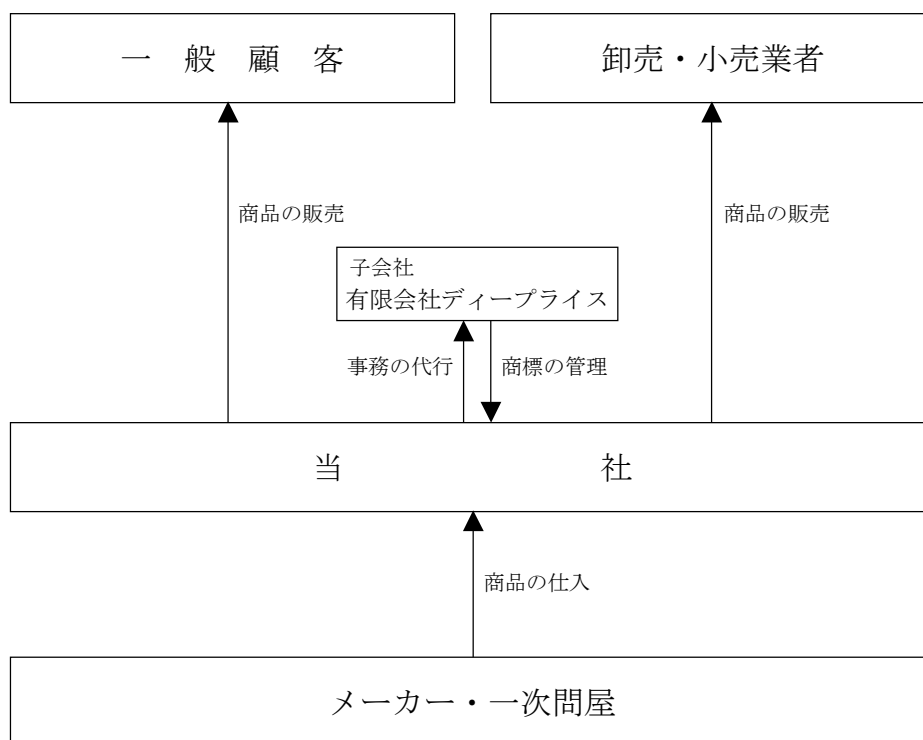 一 般 顧 客
卸売・小売業者
商品の販売
商品の販売
子会社
有限会社ディープライス
事務の代行
商標の管理
当 社
商品の仕入
メーカー・一次問屋